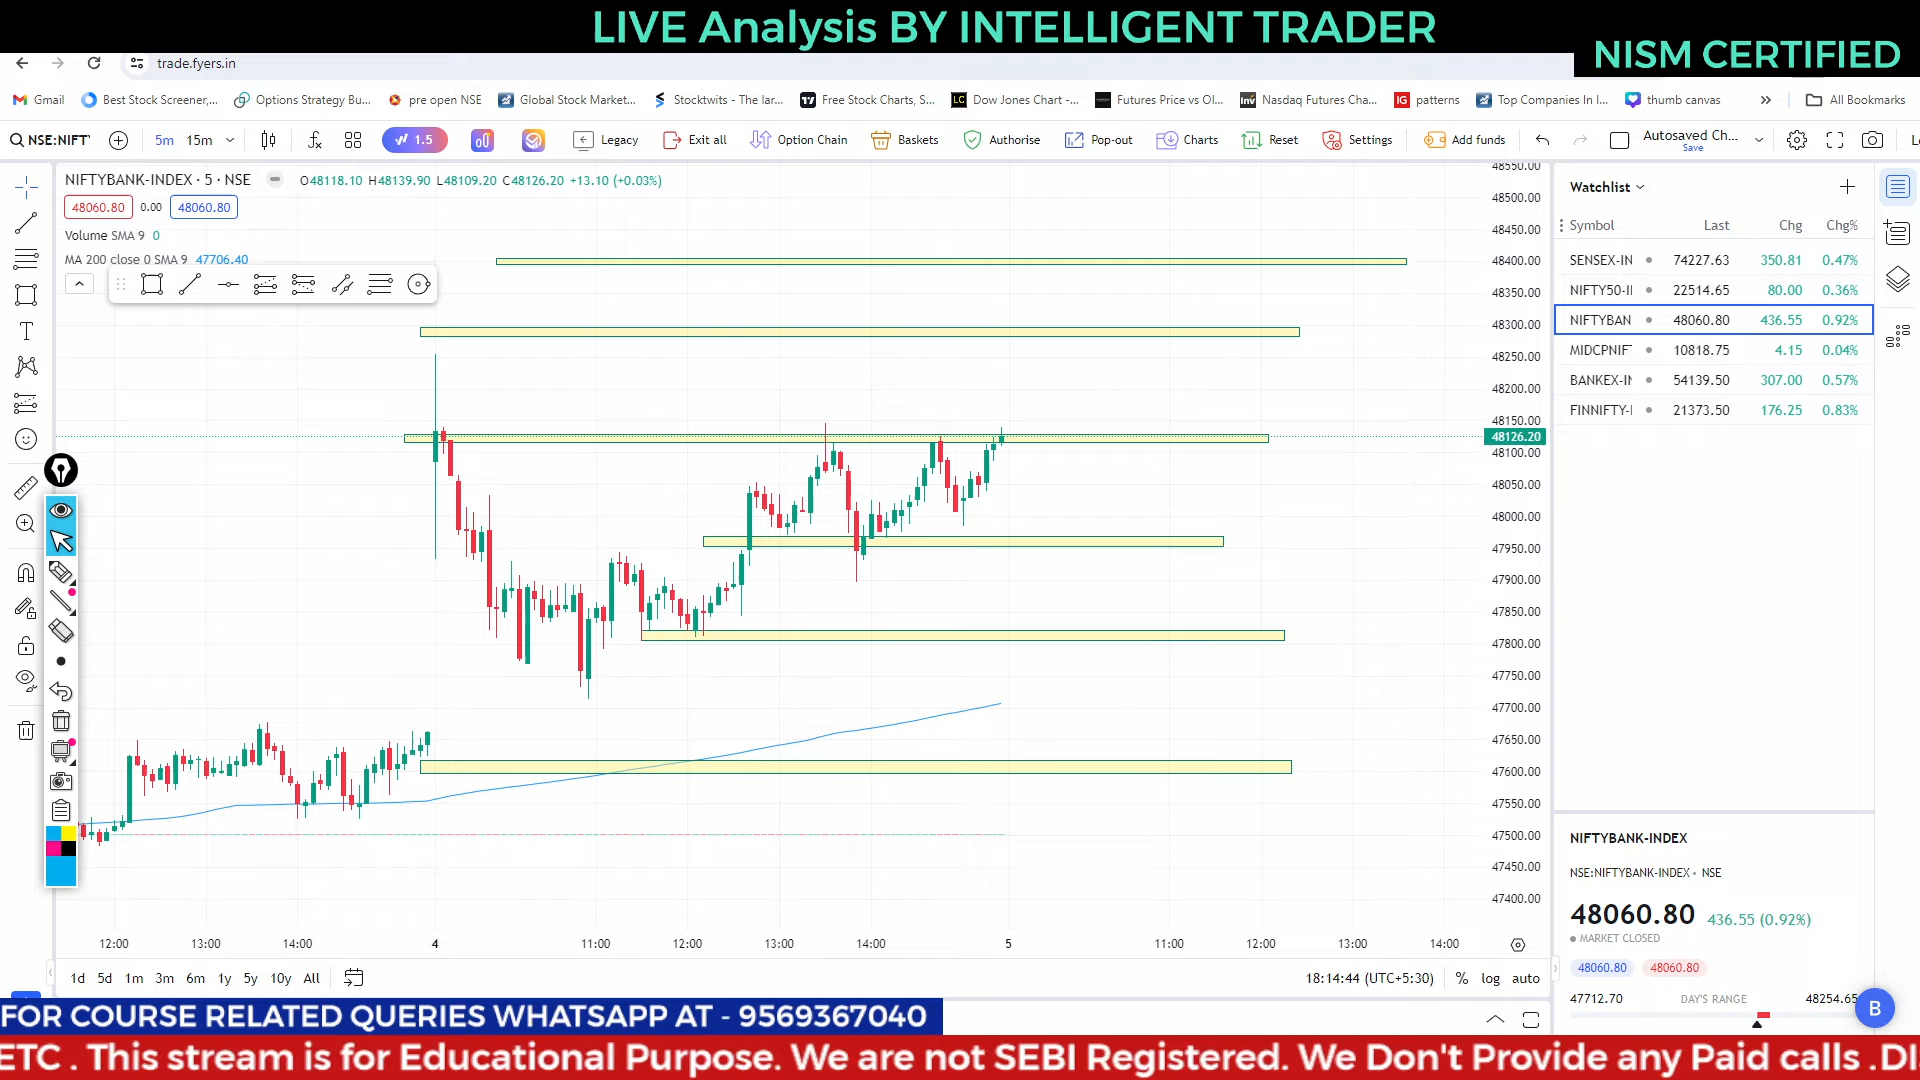 LIVE Analysis BY INTELLIGENT TRADER
NISM CERTIFIED
trade.fyers.in
Gmail
Best Stock Screener,...
Options Strategy Bu...
pre open NSE
Global Stock Market...
Stocktwits - The lar...
Free Stock Charts, S...
Dow Jones Chart -...
Futures Price vs OI...
Nasdaq Futures Cha...
patterns
Top Companies In I...
thumb canvas
All Bookmarks
NSE:NIFT
5m 15m
1.5
Legacy
Exit all
Option Chain
Baskets
Authorise
Pop-out
Charts
Reset
Settings
Add funds
Autosaved Ch...
Save
NIFTYBANK-INDEX · 5 · NSE
O48118.10 H48139.90 L48109.20 C48126.20 +13.10 (+0.03%)
48060.80 0.00 48060.80
Volume SMA 9 0
MA 200 close 0 SMA 9 47706.40
48550.00
48500.00
48450.00
48400.00
48350.00
48300.00
48250.00
48200.00
48150.00
48126.20
48100.00
48050.00
48000.00
47950.00
47900.00
47850.00
47800.00
47750.00
47700.00
47650.00
47600.00
47550.00
47500.00
47450.00
47400.00
12:00 13:00 14:00 4 11:00 12:00 13:00 14:00 5 11:00 12:00 13:00 14:00
1d 5d 1m 3m 6m 1y 5y 10y All
18:14:44 (UTC+5:30) % log auto
Watchlist
Symbol Last Chg Chg%
SENSEX-IN 74227.63 350.81 0.47%
NIFTY50-II 22514.65 80.00 0.36%
NIFTYBAN 48060.80 436.55 0.92%
MIDCPNIF 10818.75 4.15 0.04%
BANKEX-IN 54139.50 307.00 0.57%
FINNIFTY-I 21373.50 176.25 0.83%
NIFTYBANK-INDEX
NSE:NIFTYBANK-INDEX • NSE
48060.80 436.55 (0.92%)
MARKET CLOSED
48060.80 48060.80
47712.70 DAY'S RANGE 48254.65
B
FOR COURSE RELATED QUERIES WHATSAPP AT - 9569367040
ETC . This stream is for Educational Purpose. We are not SEBI Registered. We Don't Provide any Paid calls .DI